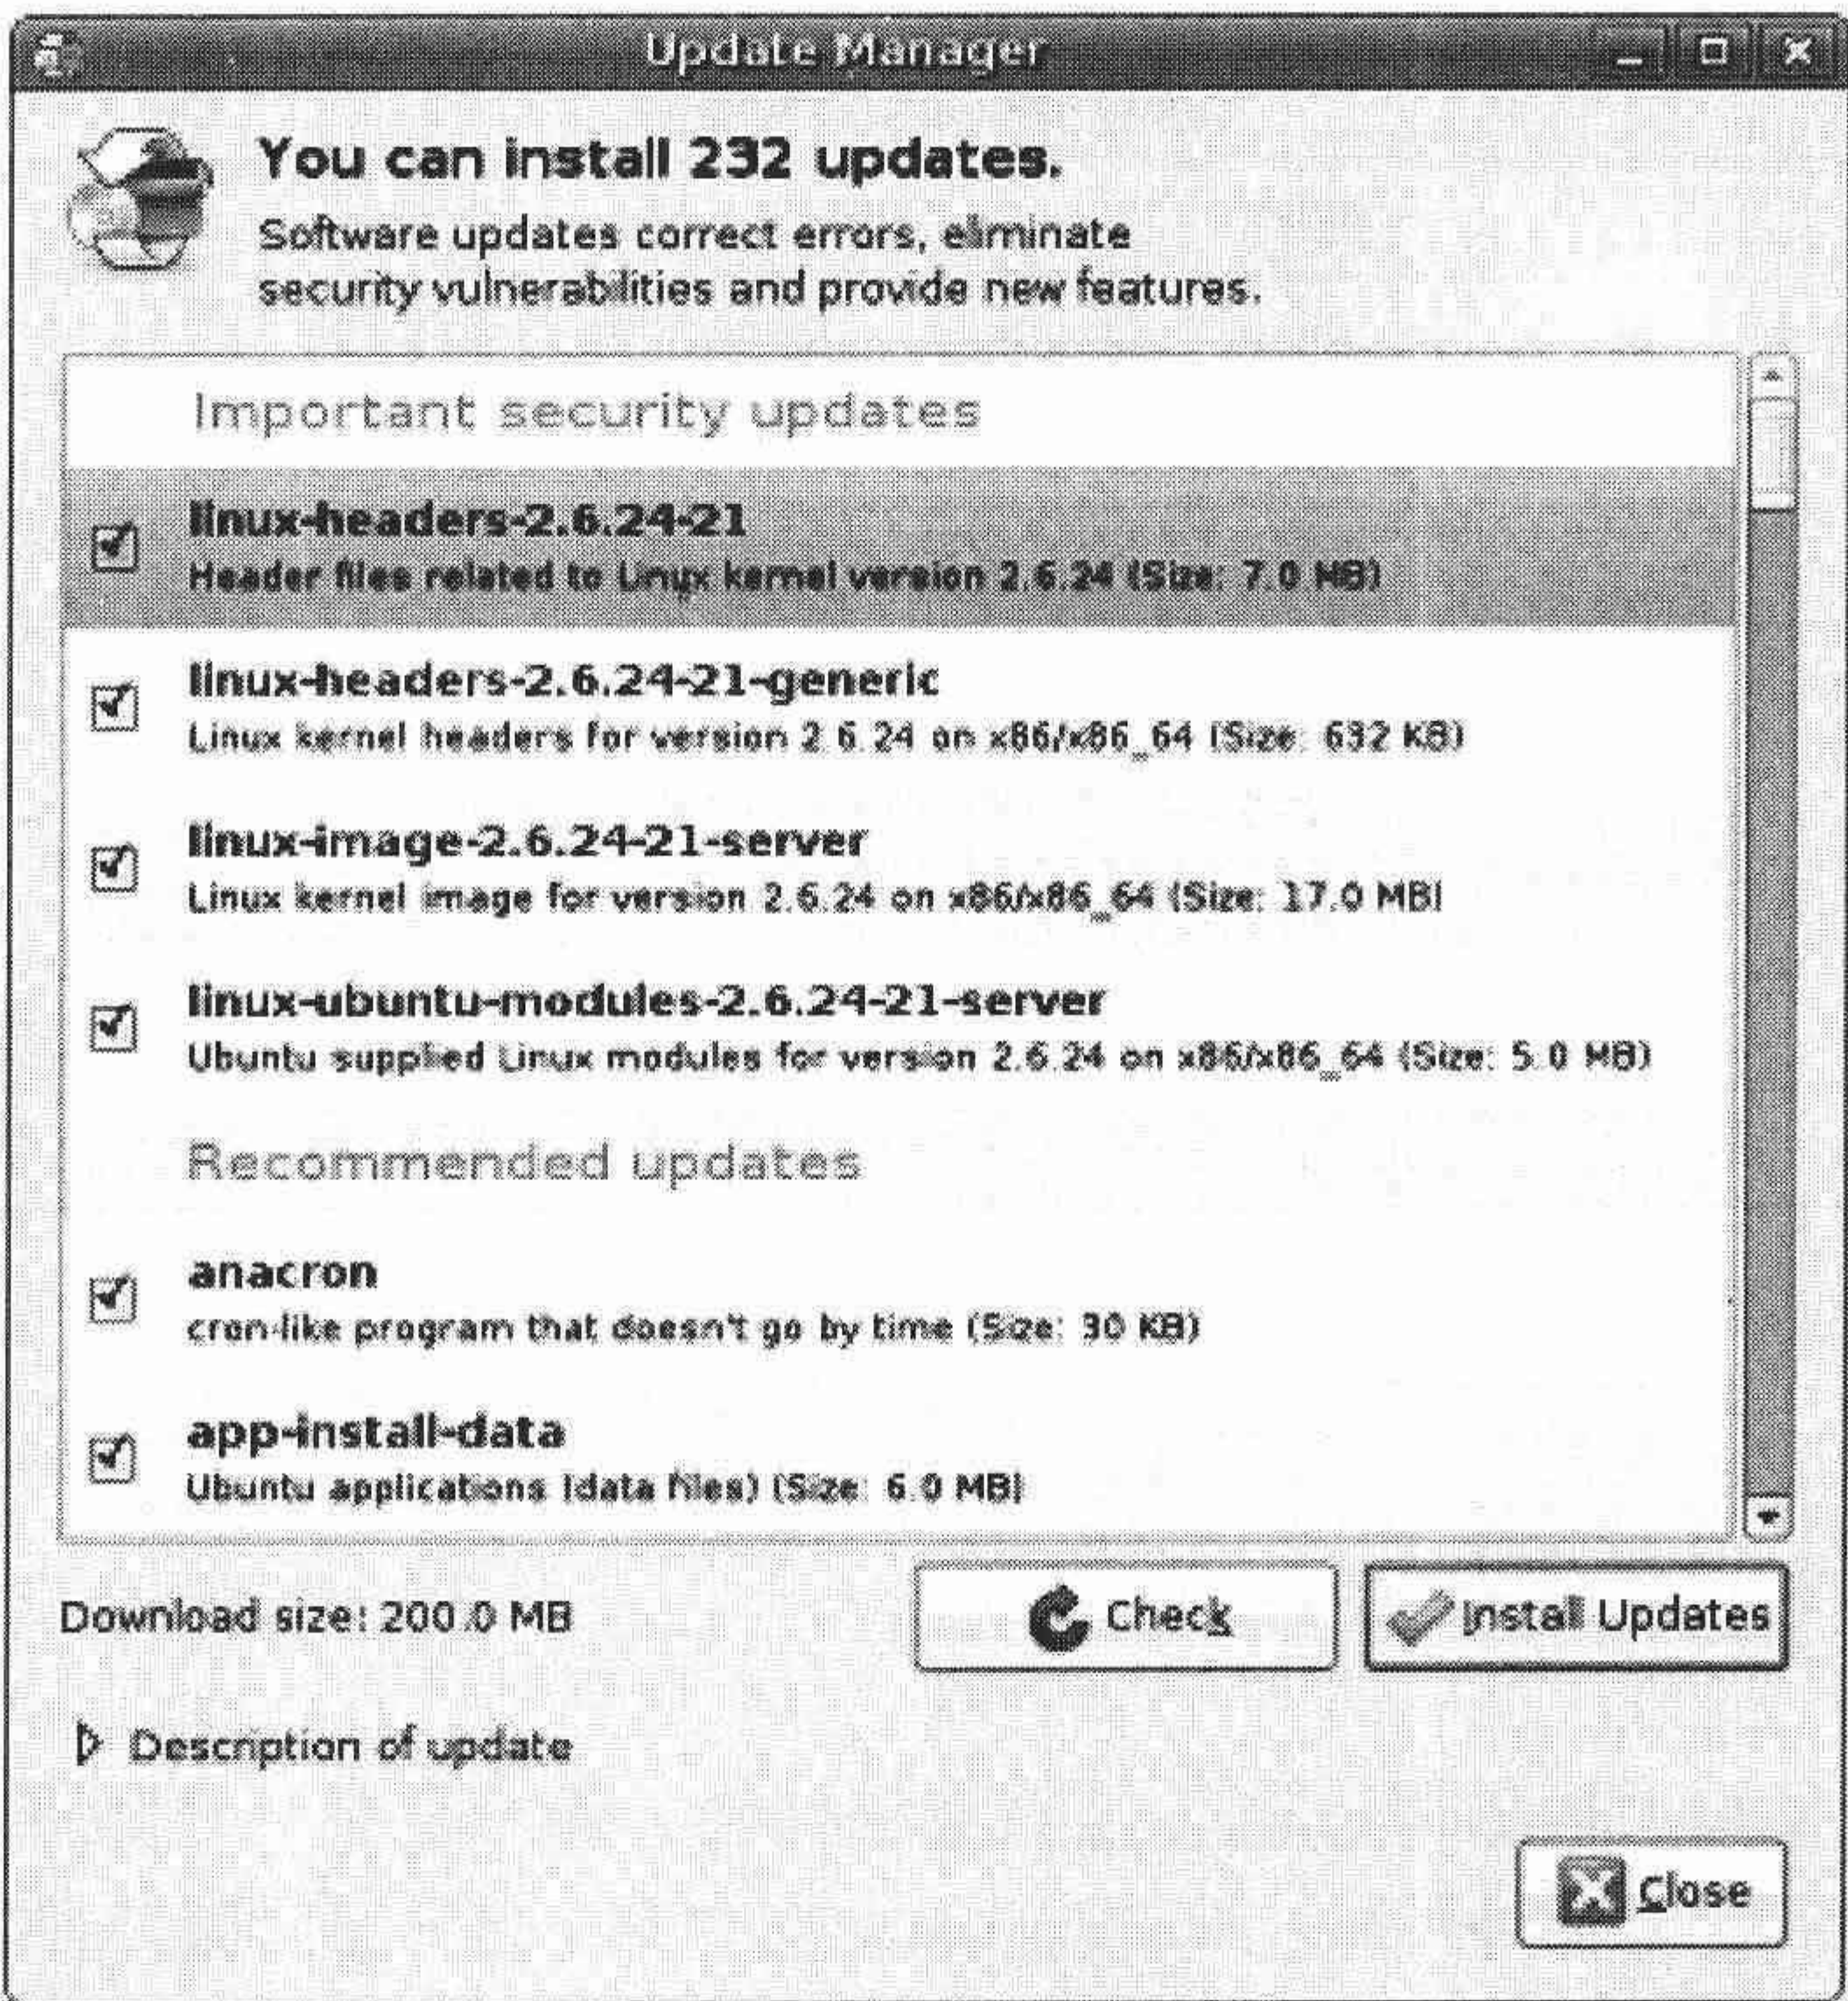 Update Manager
You can install 232 updates.
Software updates correct errors, eliminate
security vulnerabilities and provide new features.
Important security updates
linux-headers-2.6.24-21
Header files related to Linux kernel version 2.6.24 (Size: 7.0 MB)
linux-headers-2.6.24-21-generic
Linux kernel headers for version 2.6.24 on x86/x86_64 (Size: 632 KB)
linux-image-2.6.24-21-server
Linux kernel image for version 2.6.24 on x86/x86_64 (Size: 17.0 MB)
linux-ubuntu-modules-2.6.24-21-server
Ubuntu supplied Linux modules for version 2.6.24 on x86/x86_64 (Size: 5.0 MB)
Recommended updates
anacron
cron-like program that doesn't go by time (Size: 30 KB)
app-install-data
Ubuntu applications (data files) (Size: 6.0 MB)
Download size: 200.0 MB
Check
Install Updates
Description of update
Close